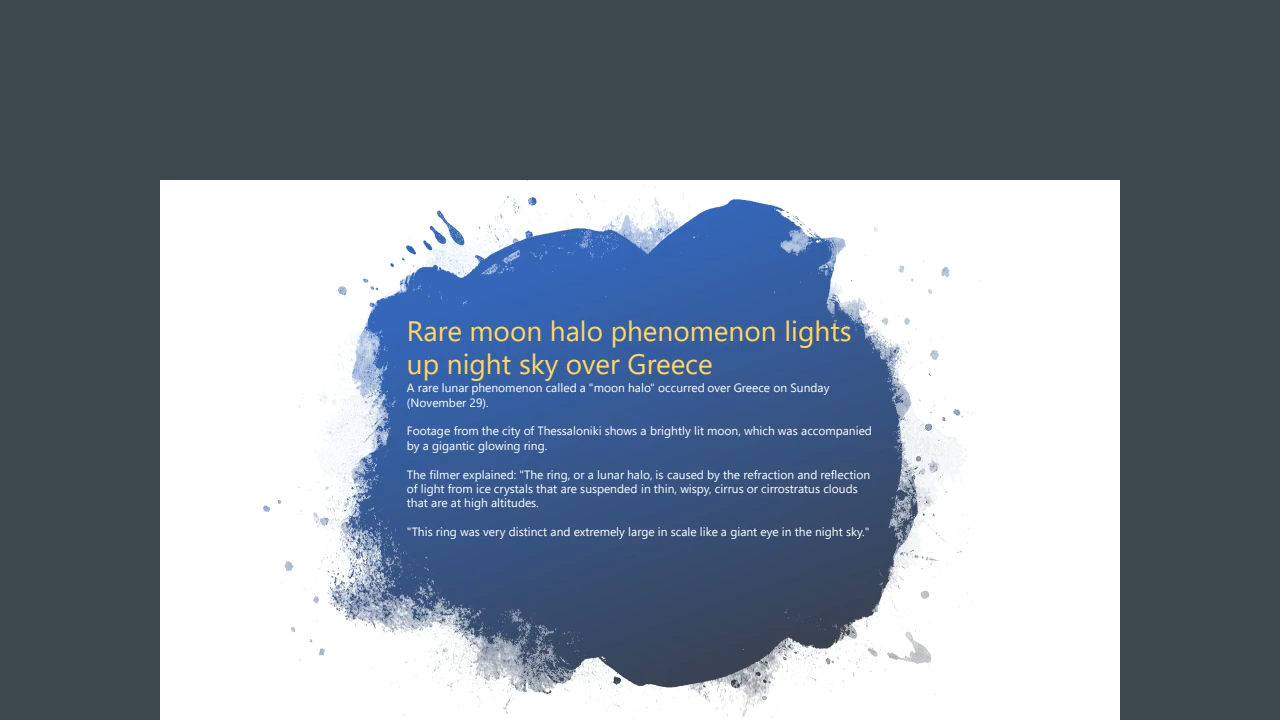 Rare moon halo phenomenon lights
up night sky over Greece
A rare lunar phenomenon called a "moon halo" occurred over Greece on Sunday
(November 29).
Footage from the city of Thessaloniki shows a brightly lit moon, which was accompanied
by a gigantic glowing ring.
The filmer explained: "The ring, or a lunar halo, is caused by the refraction and reflection
of light from ice crystals that are suspended in thin, wispy, cirrus or cirrostratus clouds
that are at high altitudes.
"This ring was very distinct and extremely large in scale like a giant eye in the night sky."